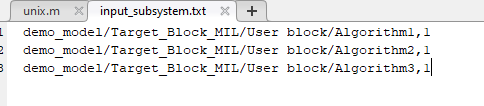 unix.m input_subsystem.txt
1 demo_model/Target_Block_MIL/User block/Algorithm1,1
2 demo_model/Target_Block_MIL/User block/Algorithm2,1
3 demo_model/Target_Block_MIL/User block/Algorithm3,1